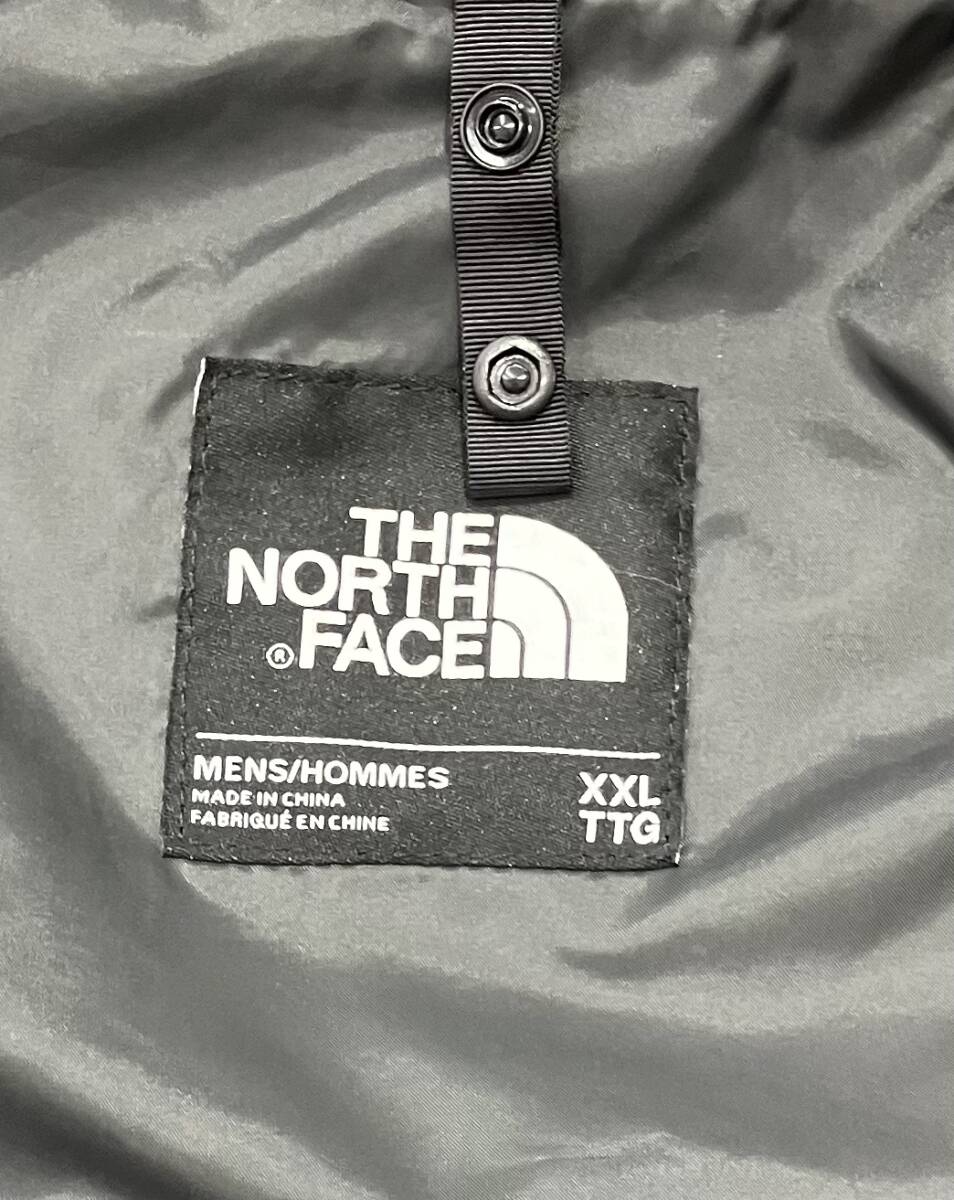 THE
NORTH
®FACE
MENS/HOMMES
MADE IN CHINA
FABRIQUÉ EN CHINE
XXL
TTG